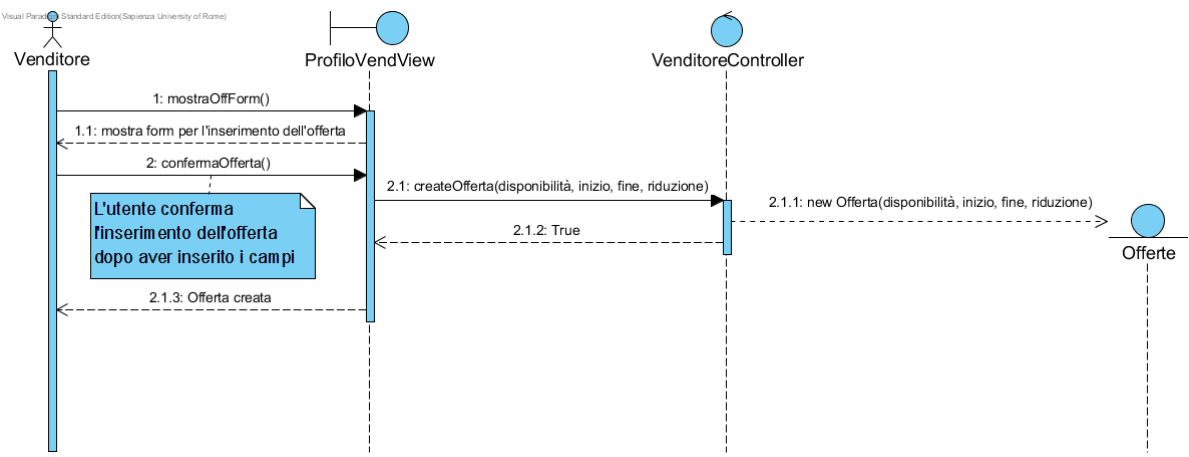 Visual Paradigm Standard Edition(Sapienza University of Rome)
Venditore
ProfiloVendView
VenditoreController
1: mostraOffForm()
1.1: mostra form per l'inserimento dell'offerta
2: confermaOfferta()
2.1: createOfferta(disponibilità, inizio, fine, riduzione)
2.1.1: new Offerta(disponibilità, inizio, fine, riduzione)
L'utente conferma
l'inserimento dell'offerta
dopo aver inserito i campi
2.1.2: True
Offerte
2.1.3: Offerta creata